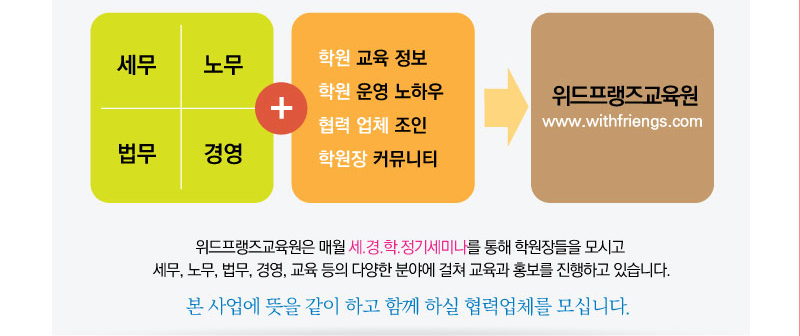 세무 노무
법무 경영
+
학원 교육 정보
학원 운영 노하우
협력 업체 조인
학원장 커뮤니티
위드프랭즈교육원
www.withfriengs.com
위드프랭즈교육원은 매월 세.경.학.정기세미나를 통해 학원장들을 모시고
세무, 노무, 법무, 경영, 교육 등의 다양한 분야에 걸쳐 교육과 홍보를 진행하고 있습니다.
본 사업에 뜻을 같이 하고 함께 하실 협력업체를 모십니다.